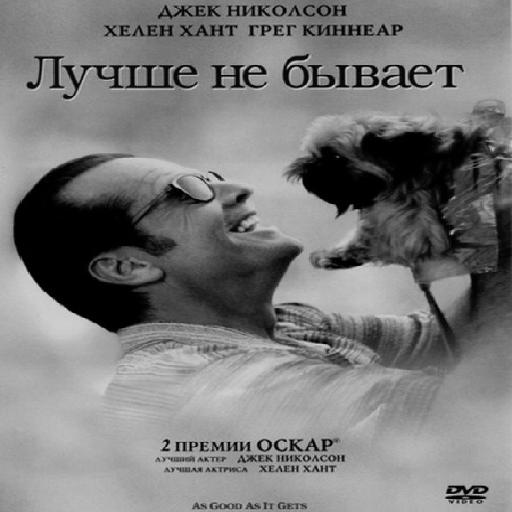 ДЖЕК НИКОЛСОН
ХЕЛЕН ХАНТ ГРЕГ КИННЕАР
Лучше не бывает
2 ПРЕМИИ ОСКАР®
ЛУЧШИЙ АКТЕР ДЖЕК НИКОЛСОН
ЛУЧШАЯ АКТРИСА ХЕЛЕН ХАНТ
DVD
VIDEO
AS GOOD AS IT GETS